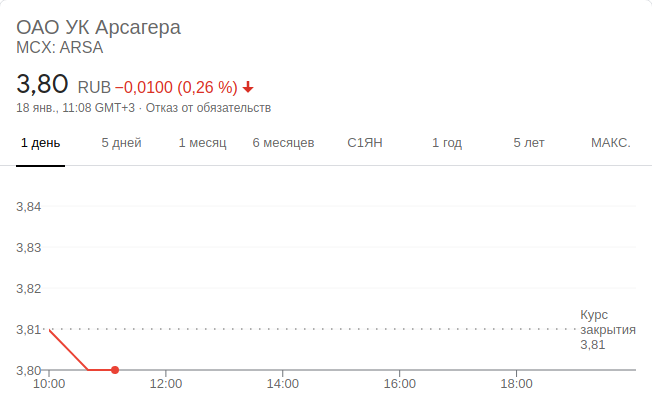 ОАО УК Арсагера
MCX: ARSA
3,80 RUB −0,0100 (0,26 %)
18 янв., 11:08 GMT+3 · Отказ от обязательств
1 день 5 дней 1 месяц 6 месяцев С1ЯН 1 год 5 лет МАКС.
3,84
3,83
3,82
3,81
3,80
Курс
закрытия
3,81
10:00 12:00 14:00 16:00 18:00